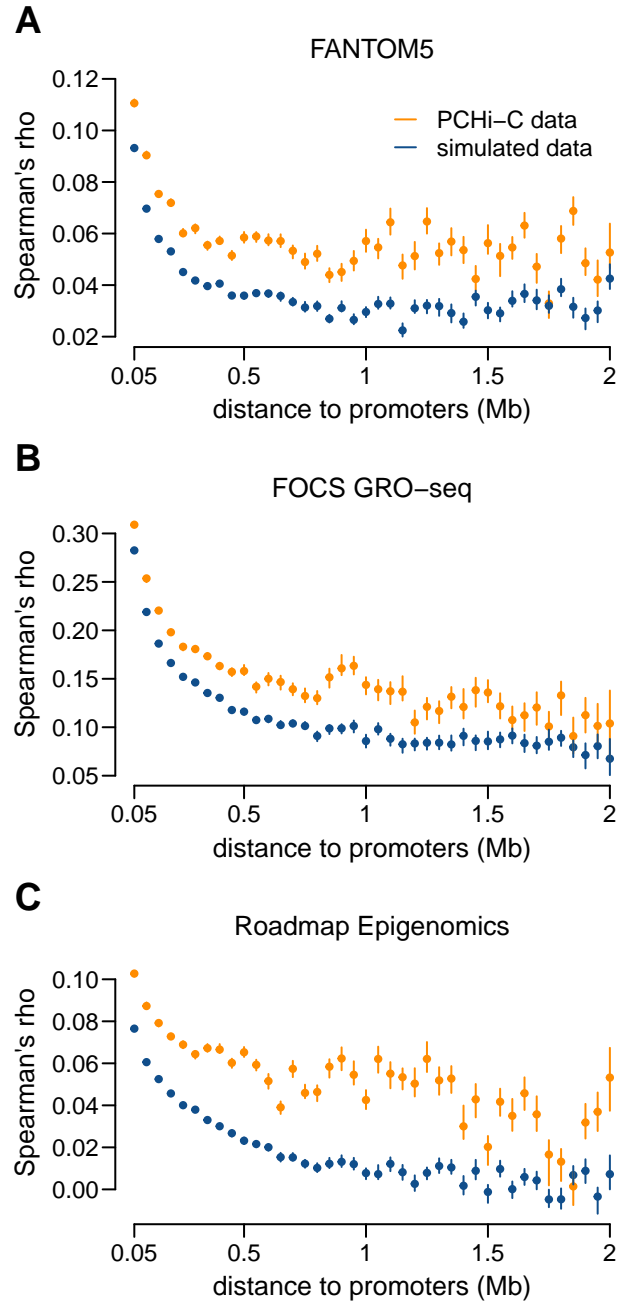 A
FANTOM5
Spearman's rho
0.12
0.10
0.08
0.06
0.04
0.02
PCHi−C data
simulated data
0.05 0.5 1 1.5 2
distance to promoters (Mb)
B
FOCS GRO−seq
Spearman's rho
0.30
0.25
0.20
0.15
0.10
0.05
0.05 0.5 1 1.5 2
distance to promoters (Mb)
C
Roadmap Epigenomics
Spearman's rho
0.10
0.08
0.06
0.04
0.02
0.00
0.05 0.5 1 1.5 2
distance to promoters (Mb)